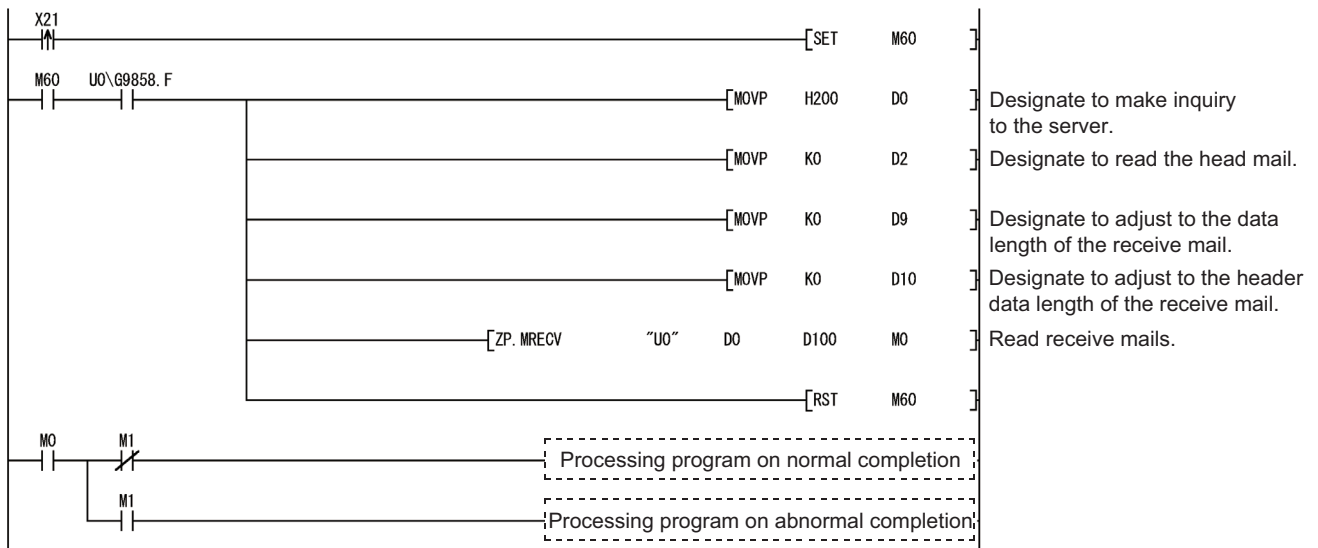 X21
SET M60
M60 U0\G9858.F
MOVP H200 D0 Designate to make inquiry
to the server.
MOVP K0 D2 Designate to read the head mail.
MOVP K0 D9 Designate to adjust to the data
length of the receive mail.
MOVP K0 D10 Designate to adjust to the header
data length of the receive mail.
ZP.MRECV "U0" D0 D100 M0 Read receive mails.
RST M60
M0 M1
Processing program on normal completion
M1
Processing program on abnormal completion